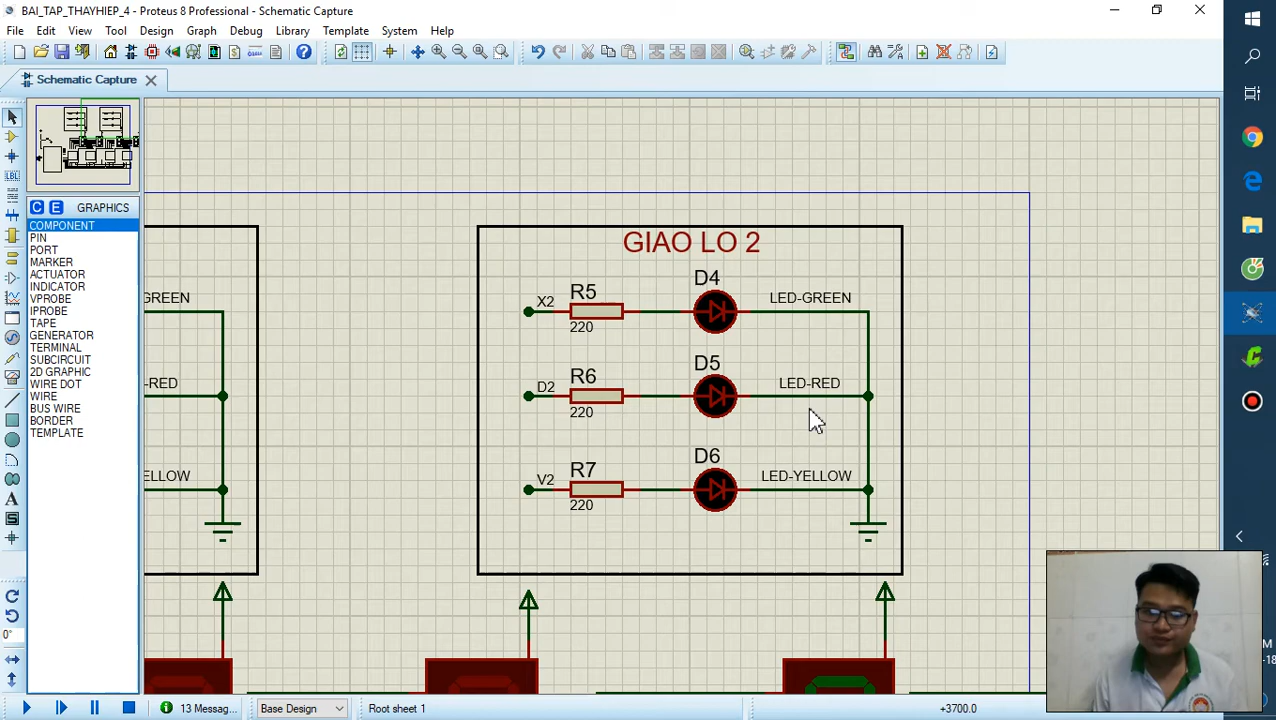 BAI_TAP_THAYHIEP_4 - Proteus 8 Professional - Schematic Capture
File Edit View Tool Design Graph Debug Library Template System Help
Schematic Capture
LBL
C E GRAPHICS
COMPONENT
PIN
PORT
MARKER
ACTUATOR
INDICATOR
VPROBE
IPROBE
TAPE
GENERATOR
TERMINAL
SUBCIRCUIT
2D GRAPHIC
WIRE DOT
WIRE
BUS WIRE
BORDER
TEMPLATE
GREEN
-RED
ELLOW
GIAO LO 2
X2 R5 220 D4 LED-GREEN
D2 R6 220 D5 LED-RED
V2 R7 220 D6 LED-YELLOW
A
S
0°
13 Messag...
Base Design
Root sheet 1
+3700.0
M
-18